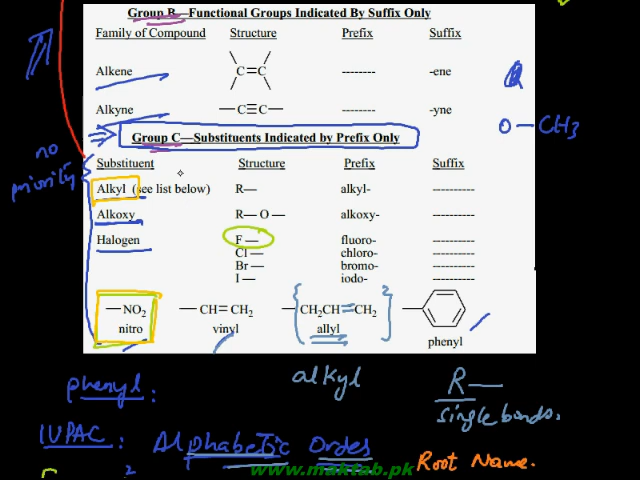 Group B—Functional Groups Indicated By Suffix Only
Family of Compound Structure Prefix Suffix
Alkene C=C -------- -ene
Alkyne —C≡C— -------- -yne
O—CH3
Group C—Substituents Indicated by Prefix Only
no
priority
Substituent Structure Prefix Suffix
Alkyl (see list below) R— alkyl- ----------
Alkoxy R—O— alkoxy- ----------
Halogen F— fluoro- ----------
Cl— chloro- ----------
Br— bromo- ----------
I— iodo- ----------
—NO2 —CH=CH2 —CH2CH=CH2 2
nitro vinyl allyl phenyl
phenyl: alkyl R—
single bonds.
IUPAC: Alphabetic Order
www.maktab.pk Root Name.
2